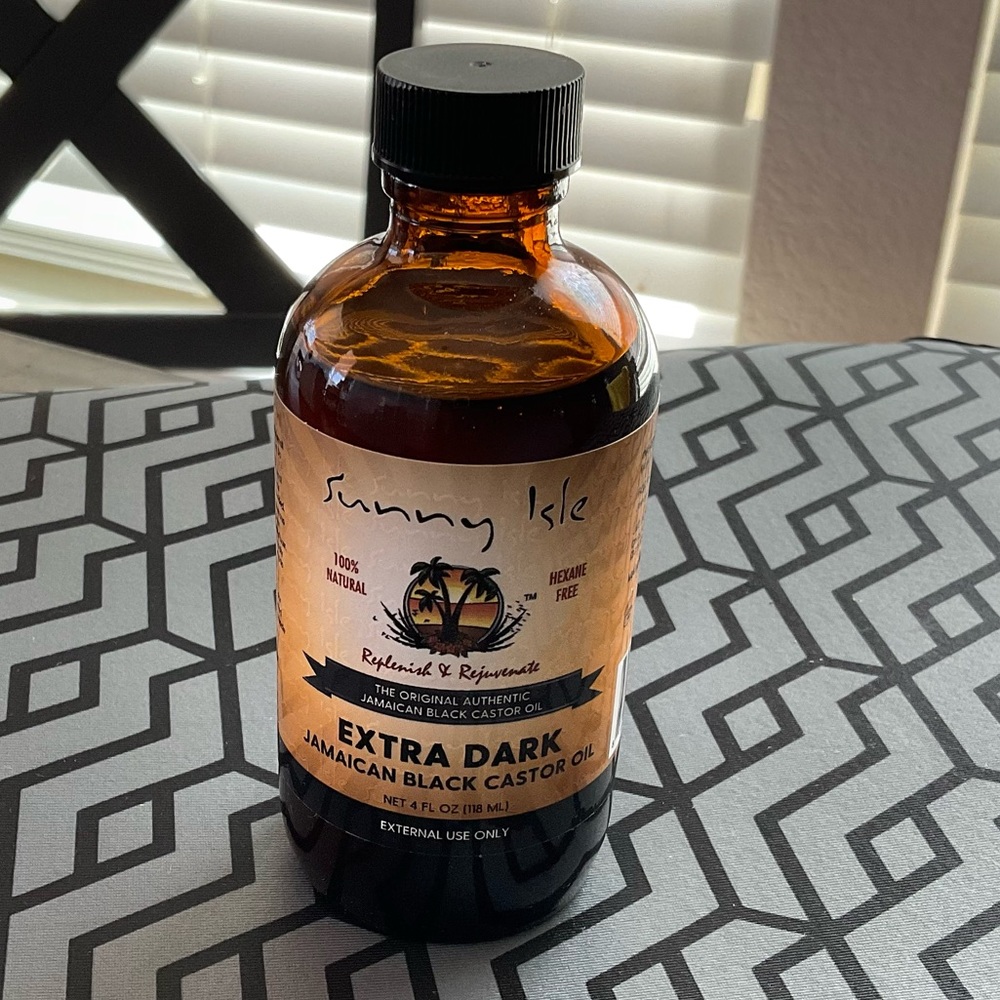 Sunny Isle
100%
NATURAL
HEXANE
FREE
TM
Replenish & Rejuvenate
THE ORIGINAL AUTHENTIC
JAMAICAN BLACK CASTOR OIL
EXTRA DARK
JAMAICAN BLACK CASTOR OIL
NET 4 FL OZ (118 ML)
EXTERNAL USE ONLY